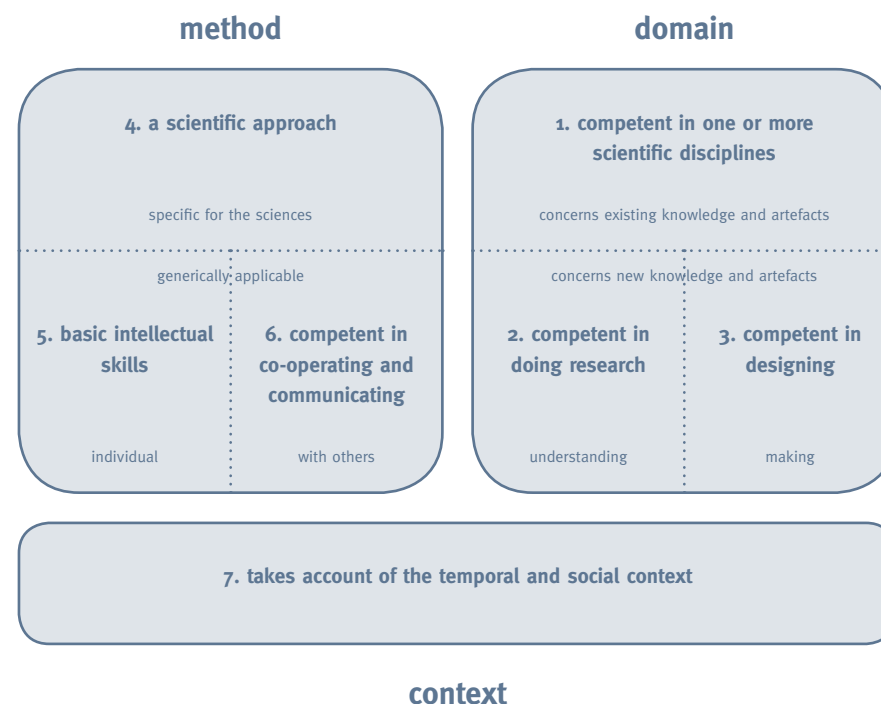 method
domain
4. a scientific approach
specific for the sciences
generically applicable
5. basic intellectual
skills
6. competent in
co-operating and
communicating
individual
with others
1. competent in one or more
scientific disciplines
concerns existing knowledge and artefacts
concerns new knowledge and artefacts
2. competent in
doing research
3. competent in
designing
understanding
making
7. takes account of the temporal and social context
context